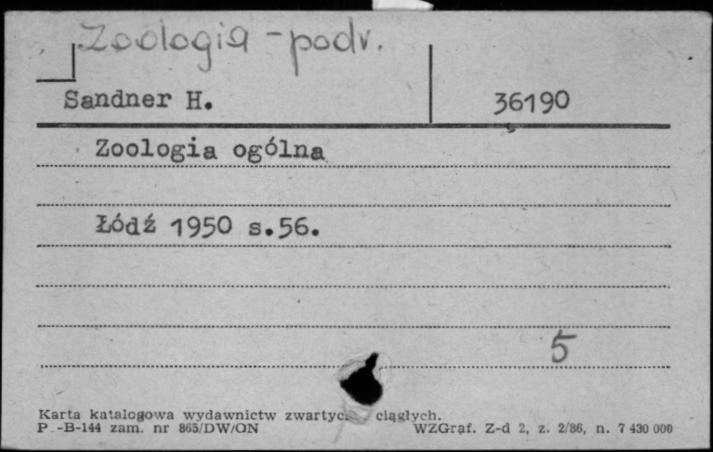 Zoologia - podr.
Sandner H. 36190
Zoologia ogólna
Łódź 1950 s.56.
5
Karta katalogowa wydawnictw zwartyc ciągłych.
P -B-144 zam. nr 865/DW/ON WZGraf. Z-d 2, z. 2/86, n. 7 430 000